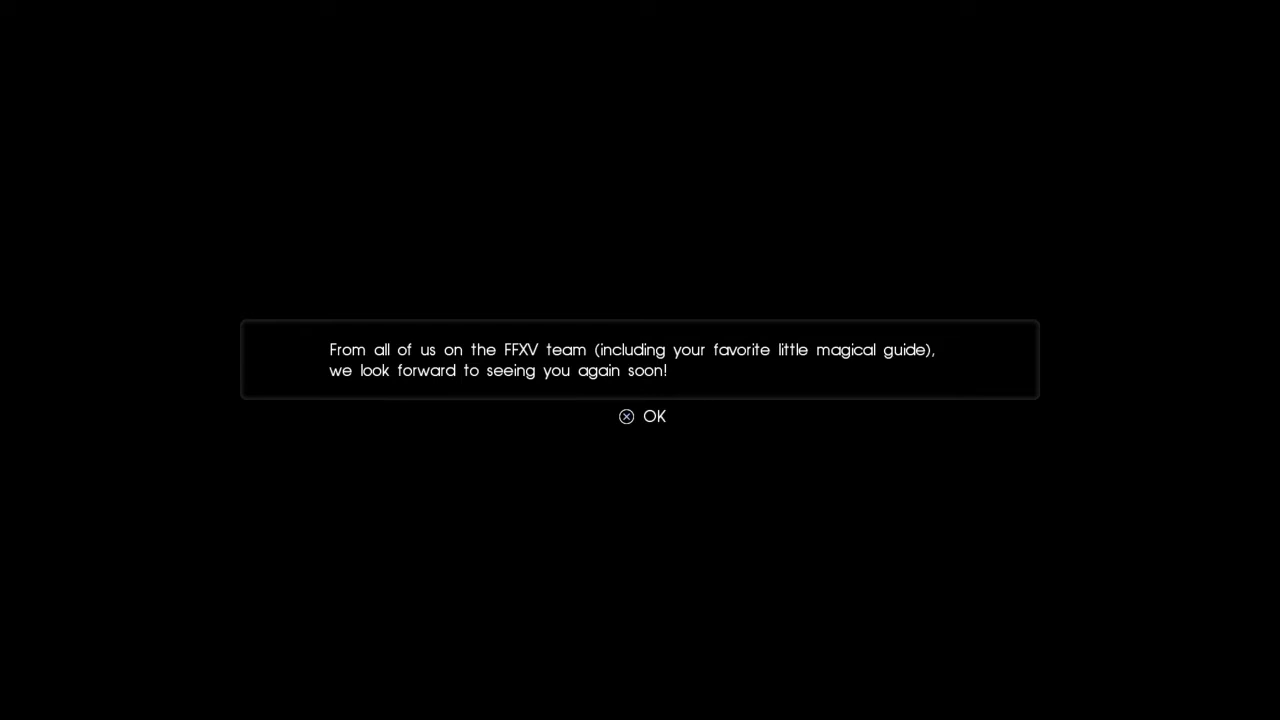 From all of us on the FFXV team (including your favorite little magical guide),
we look forward to seeing you again soon!
OK